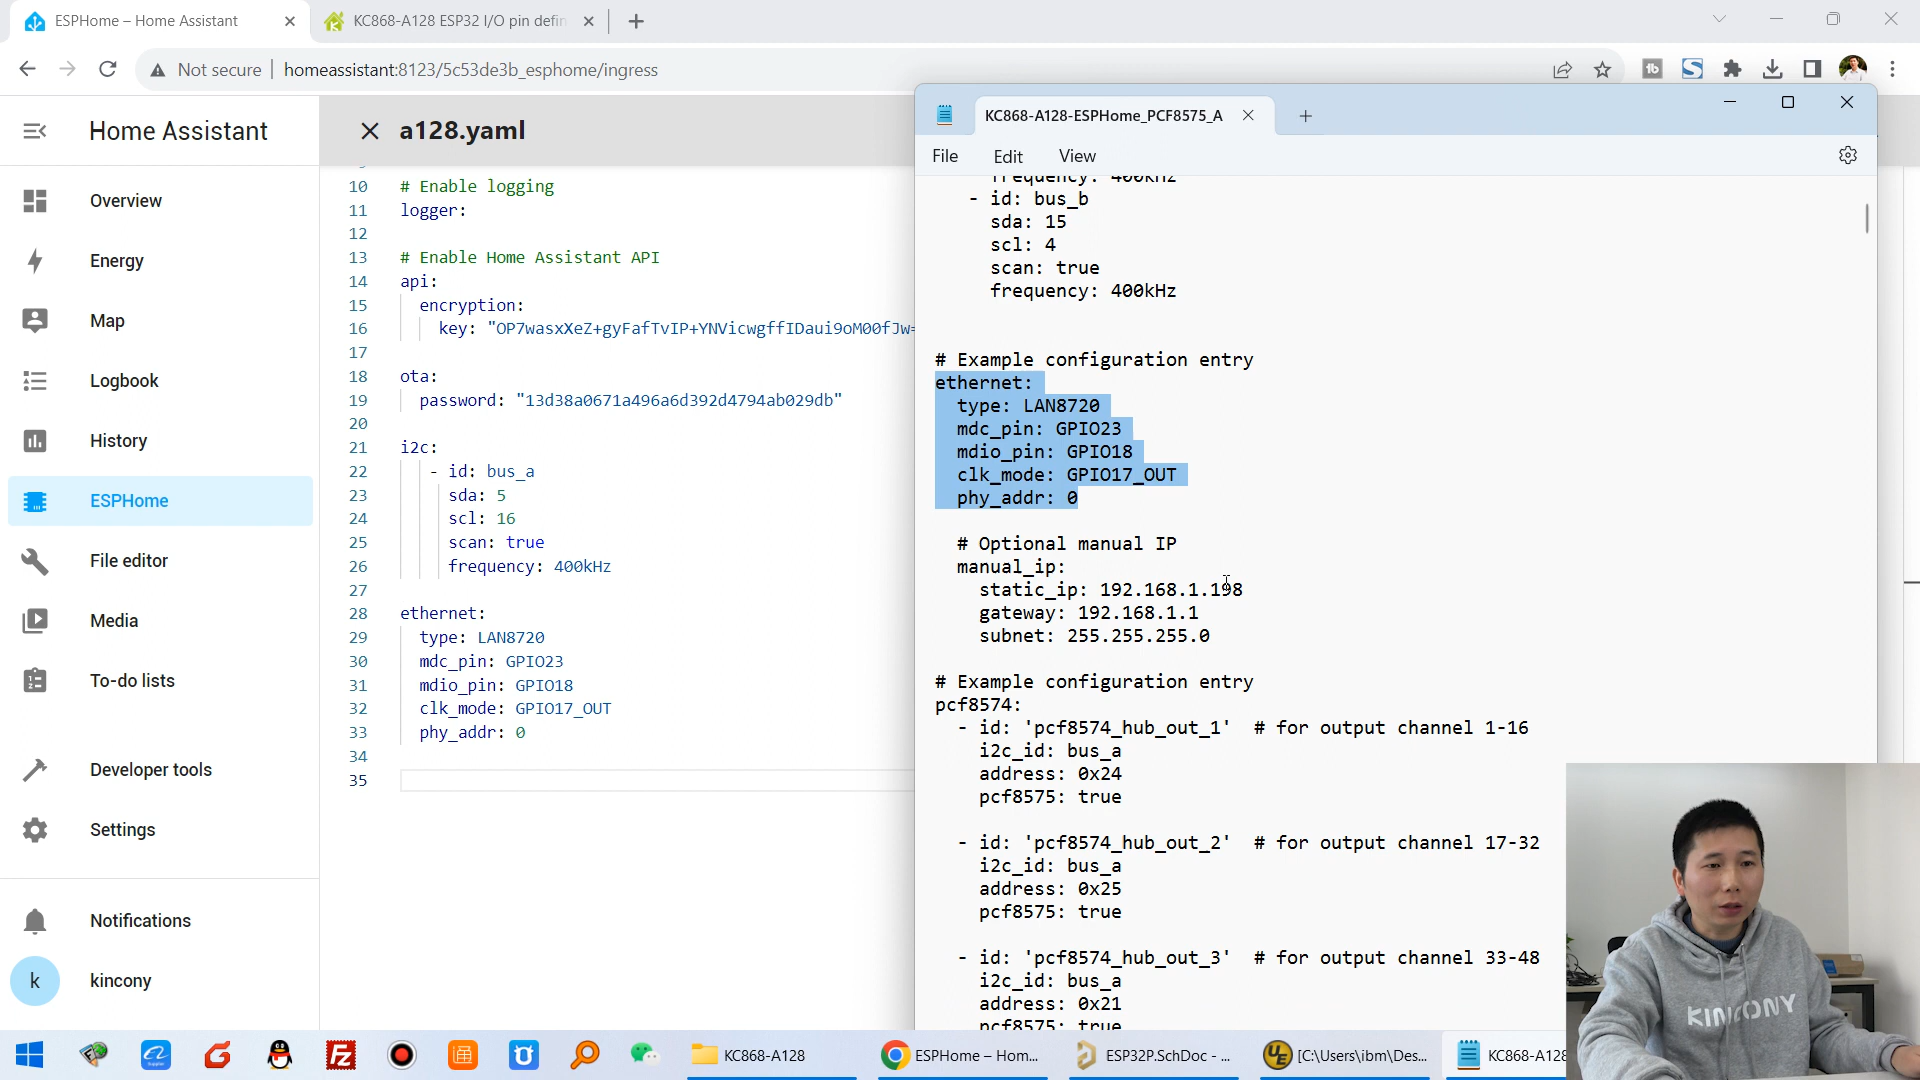 ESPHome – Home Assistant
KC868-A128 ESP32 I/O pin defin
Not secure
homeassistant:8123/5c53de3b_esphome/ingress
Home Assistant
Overview
Energy
Map
Logbook
History
ESPHome
File editor
Media
To-do lists
Developer tools
Settings
Notifications
k
kincony
a128.yaml
10 # Enable logging
11 logger:
12
13 # Enable Home Assistant API
14 api:
15 encryption:
16 key: "OP7wasxXeZ+gyFafTvIP+YNVicwgffIDaui9oM00fJw=
17
18 ota:
19 password: "13d38a0671a496a6d392d4794ab029db"
20
21 i2c:
22 - id: bus_a
23 sda: 5
24 scl: 16
25 scan: true
26 frequency: 400kHz
27
28 ethernet:
29 type: LAN8720
30 mdc_pin: GPIO23
31 mdio_pin: GPIO18
32 clk_mode: GPIO17_OUT
33 phy_addr: 0
34
35
KC868-A128-ESPHome_PCF8575_A
File Edit View
frequency: 400kHz
- id: bus_b
sda: 15
scl: 4
scan: true
frequency: 400kHz
# Example configuration entry
ethernet:
type: LAN8720
mdc_pin: GPIO23
mdio_pin: GPIO18
clk_mode: GPIO17_OUT
phy_addr: 0
# Optional manual IP
manual_ip:
static_ip: 192.168.1.198
gateway: 192.168.1.1
subnet: 255.255.255.0
# Example configuration entry
pcf8574:
- id: 'pcf8574_hub_out_1' # for output channel 1-16
i2c_id: bus_a
address: 0x24
pcf8575: true
- id: 'pcf8574_hub_out_2' # for output channel 17-32
i2c_id: bus_a
address: 0x25
pcf8575: true
- id: 'pcf8574_hub_out_3' # for output channel 33-48
i2c_id: bus_a
address: 0x21
pcf8575: true
KINCONY
KC868-A128
ESPHome – Hom...
ESP32P.SchDoc - ...
[C:\Users\ibm\Des...
KC868-A128